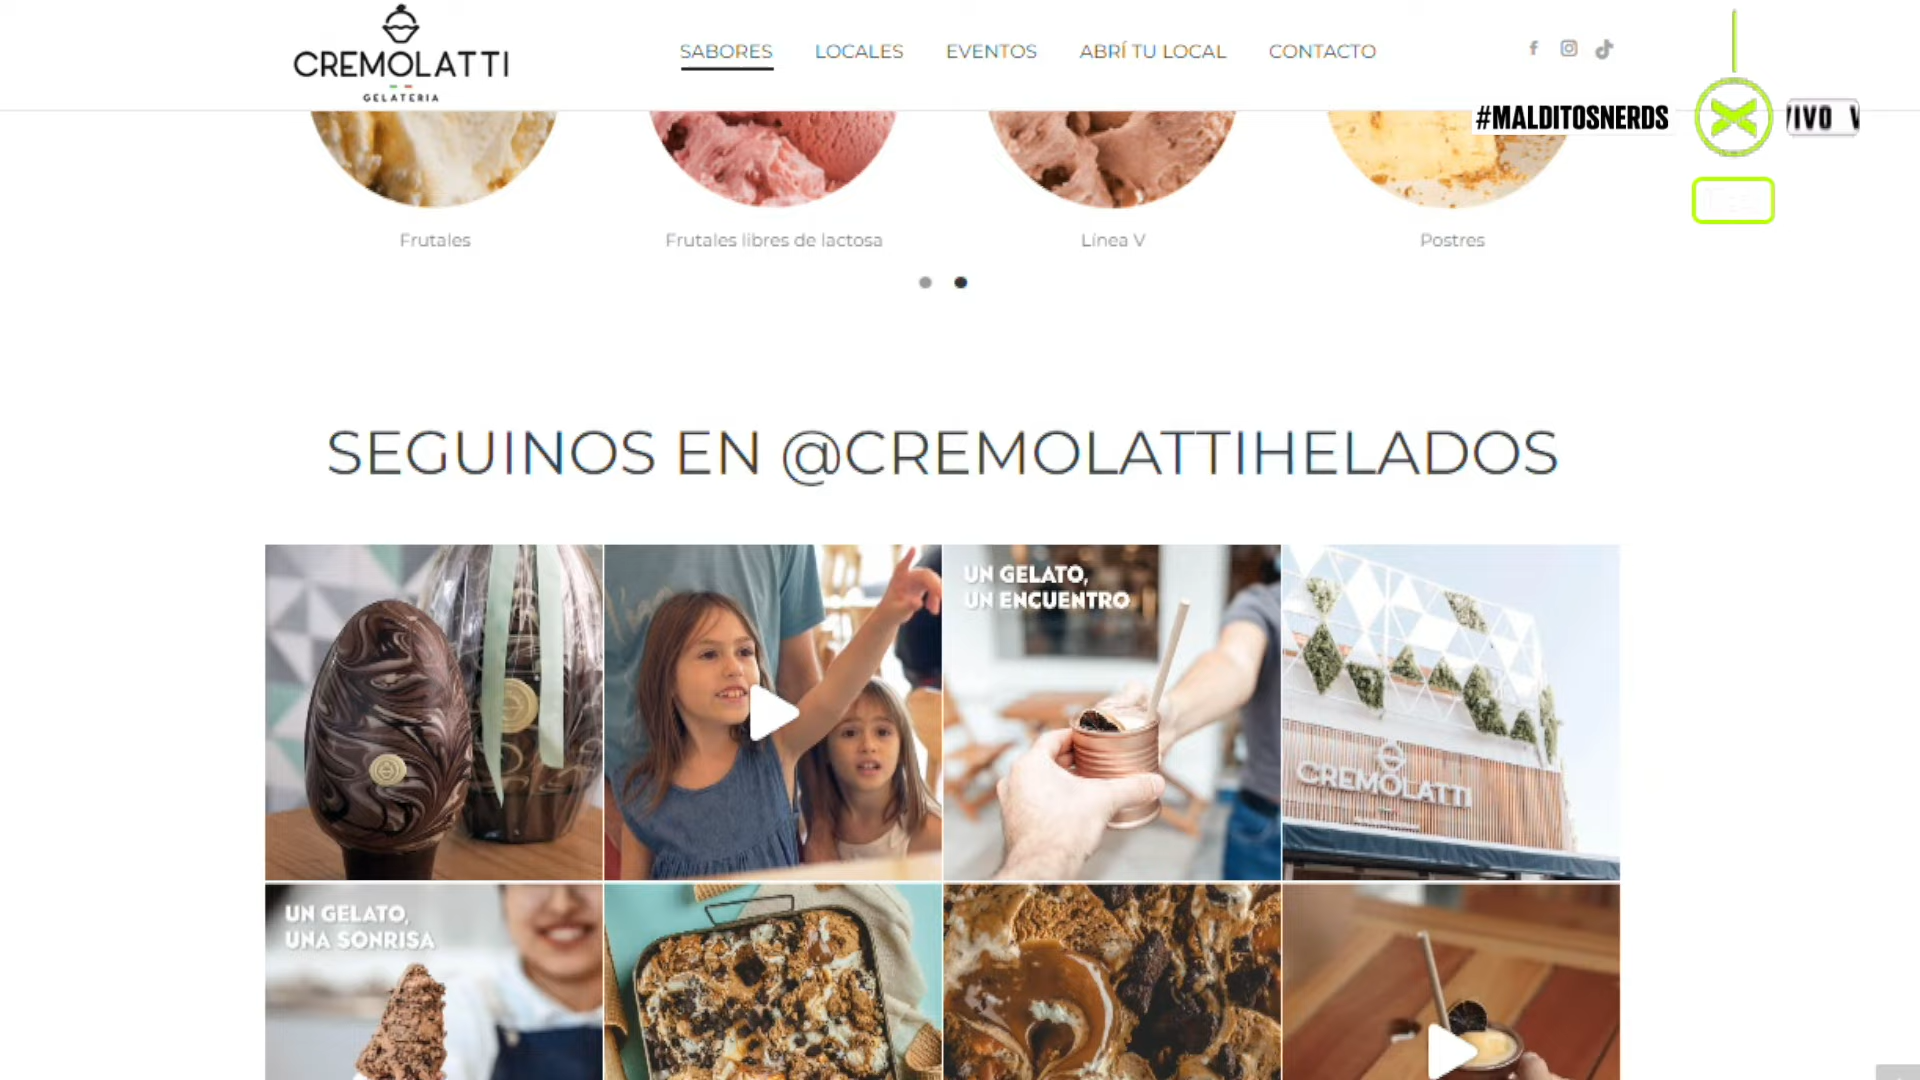 CREMOLATTI
GELATERIA
SABORES
LOCALES
EVENTOS
ABRÍ TU LOCAL
CONTACTO
#MALDITOSNERDS
VIVO
Frutales
Frutales libres de lactosa
Línea V
Postres
SEGUINOS EN @CREMOLATTIHELADOS
UN GELATO,
UN ENCUENTRO
CREMOLATTI
UN GELATO,
UNA SONRISA